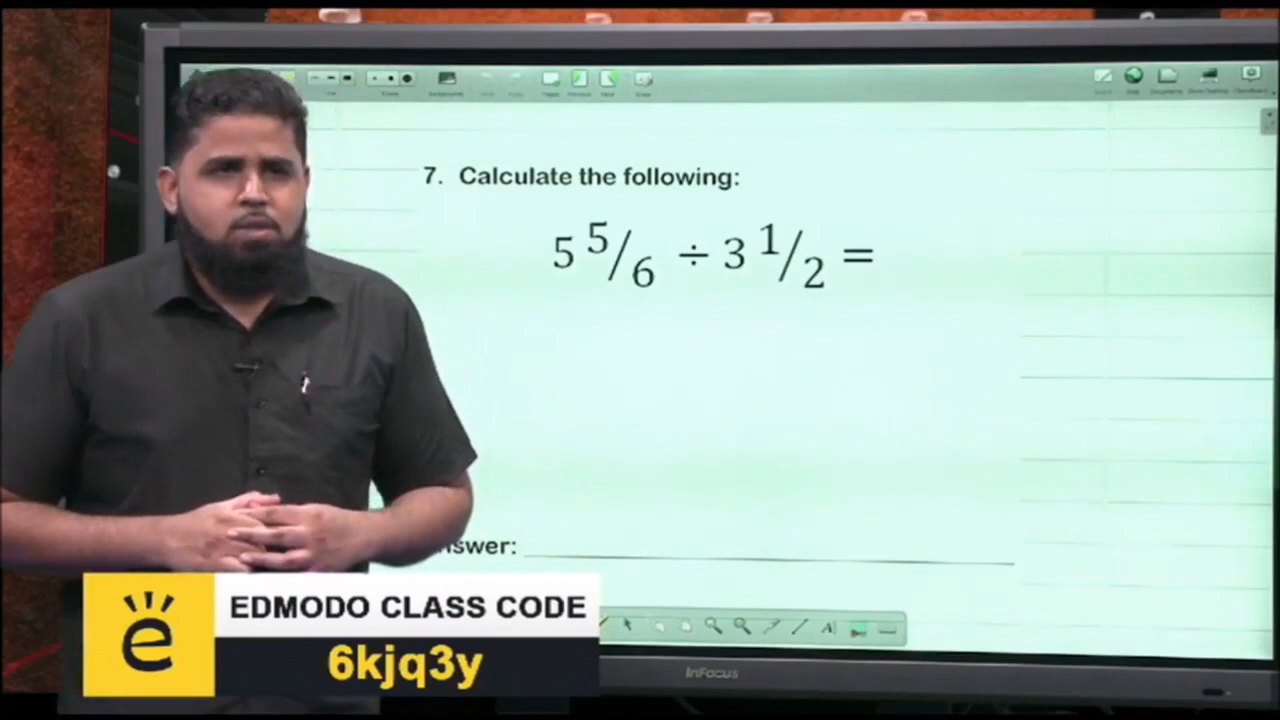 7. Calculate the following:
5 5/6 ÷ 3 1/2 =
nswer:
EDMODO CLASS CODE
6kjq3y
InFocus